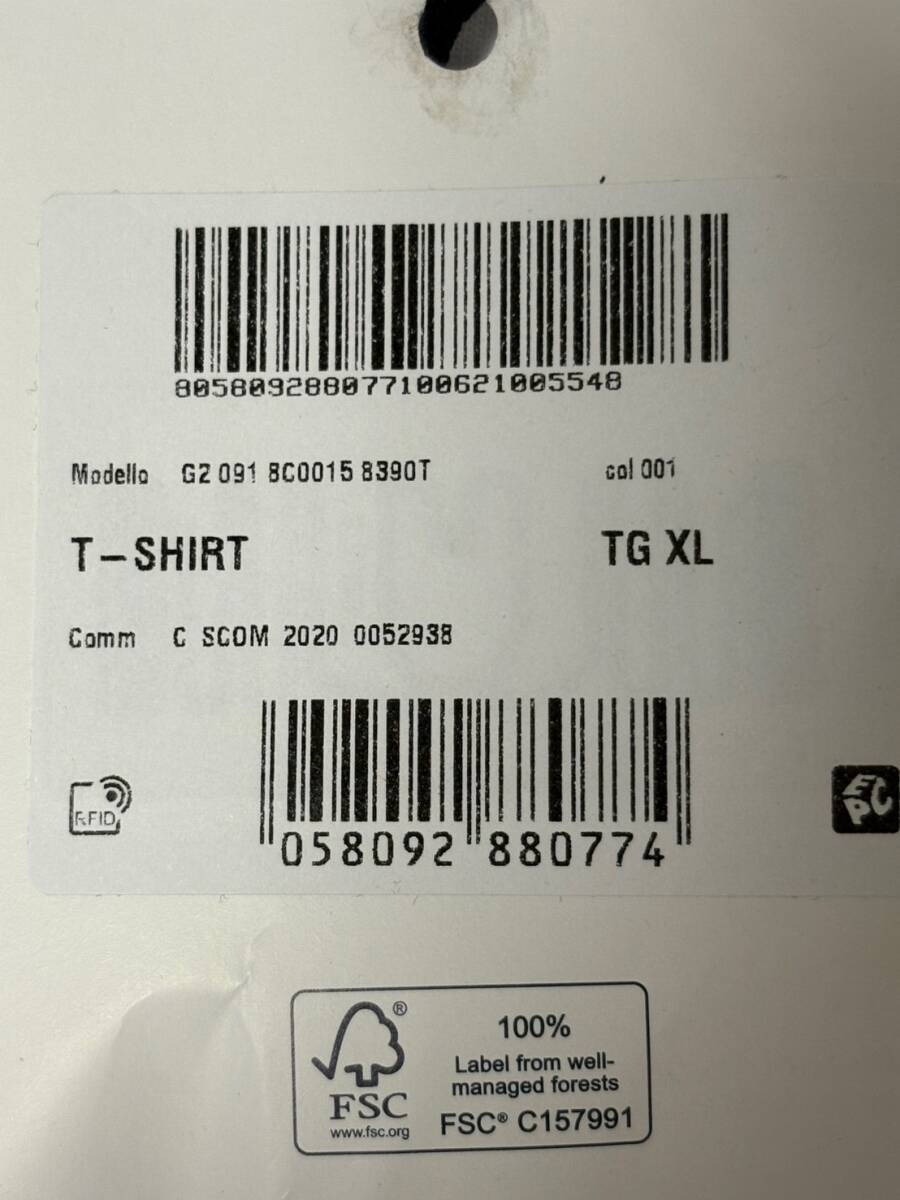 805809288077100621005548
Modello G2 091 8C0015 8390T col 001
T-SHIRT TG XL
Comm C SCOM 2020 0052938
RFID
EPC
058092 880774
FSC®
www.fsc.org
100%
Label from well-
managed forests
FSC® C157991